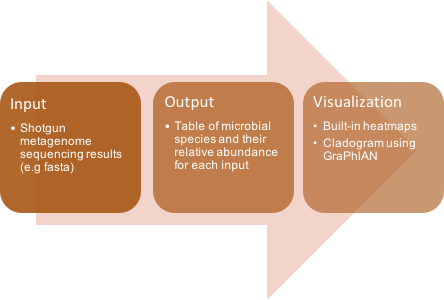 Input
• Shotgun
metagenome
sequencing results
(e.g fasta)
Output
• Table of microbial
species and their
relative abundance
for each input
Visualization
• Built-in heatmaps
• Cladogram using
GraPhlAN